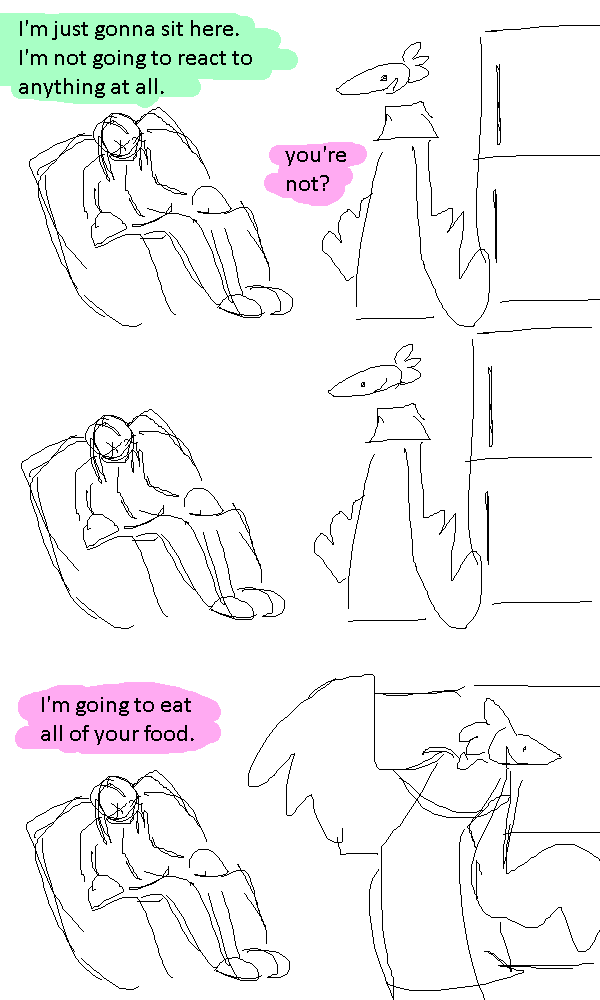 I'm just gonna sit here.
I'm not going to react to
anything at all.
you're
not?
I'm going to eat
all of your food.